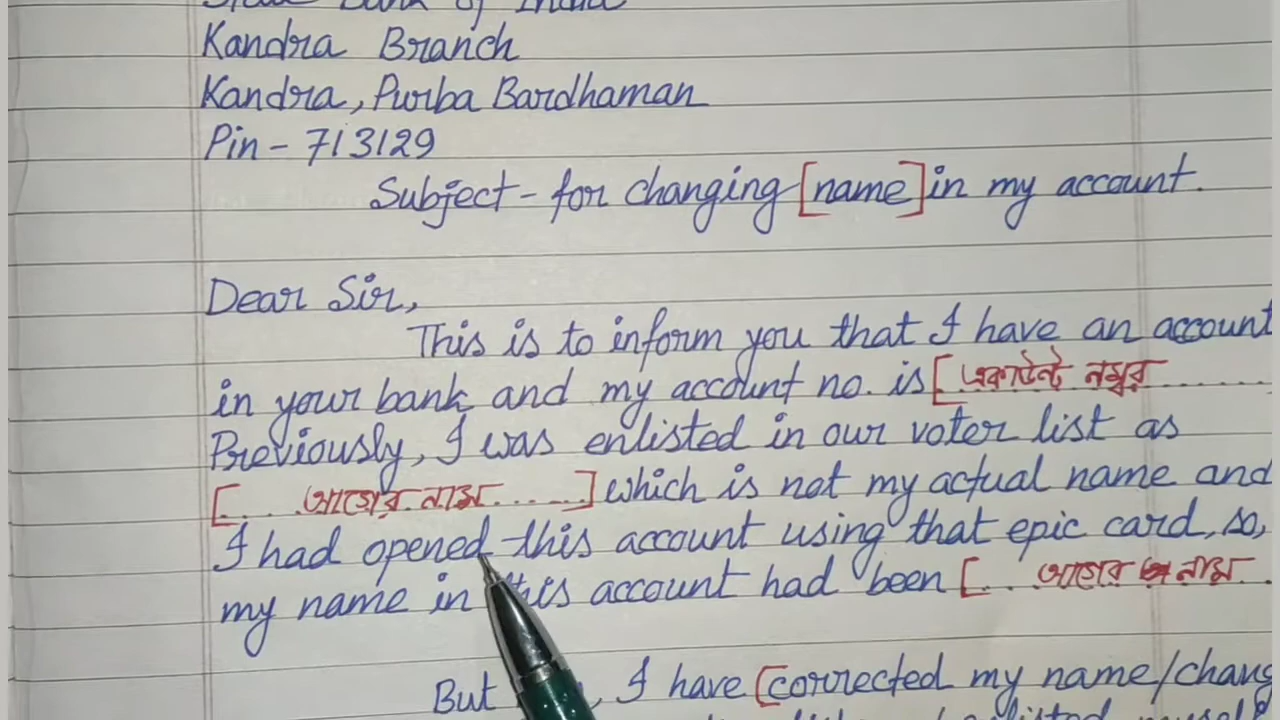 State Bank of India
Kandra Branch
Kandra, Purba Bardhaman
Pin - 713129
Subject - for changing [name] in my account.
Dear Sir,
This is to inform you that I have an account
in your bank and my account no. is [ একাউন্ট নম্বর ........
Previously, I was enlisted in our voter list as
[... .আগের নাম......] which is not my actual name and
I had opened this account using that epic card, so,
my name in this account had been [... আগের নাম ..
But I have [corrected my name/chang